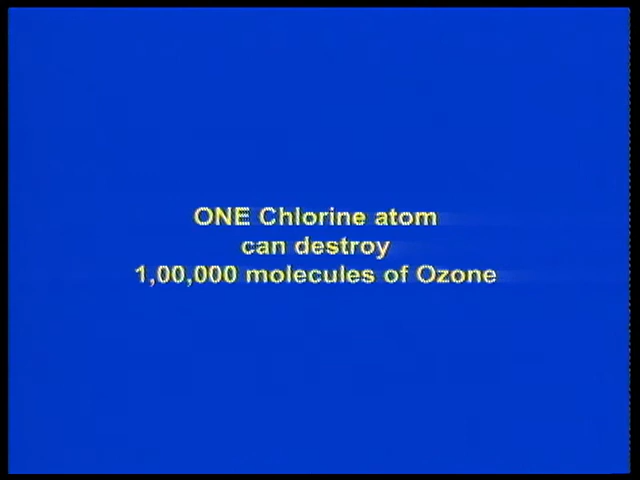 ONE Chlorine atom
can destroy
1,00,000 molecules of Ozone